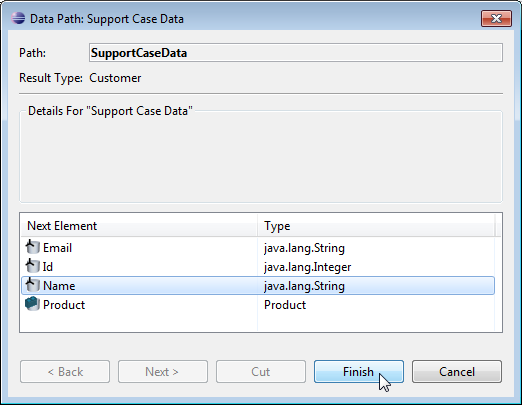 Data Path: Support Case Data
Path: SupportCaseData
Result Type: Customer
Details For "Support Case Data"
Next Element Type
Email java.lang.String
Id java.lang.Integer
Name java.lang.String
Product Product
< Back Next > Cut Finish Cancel